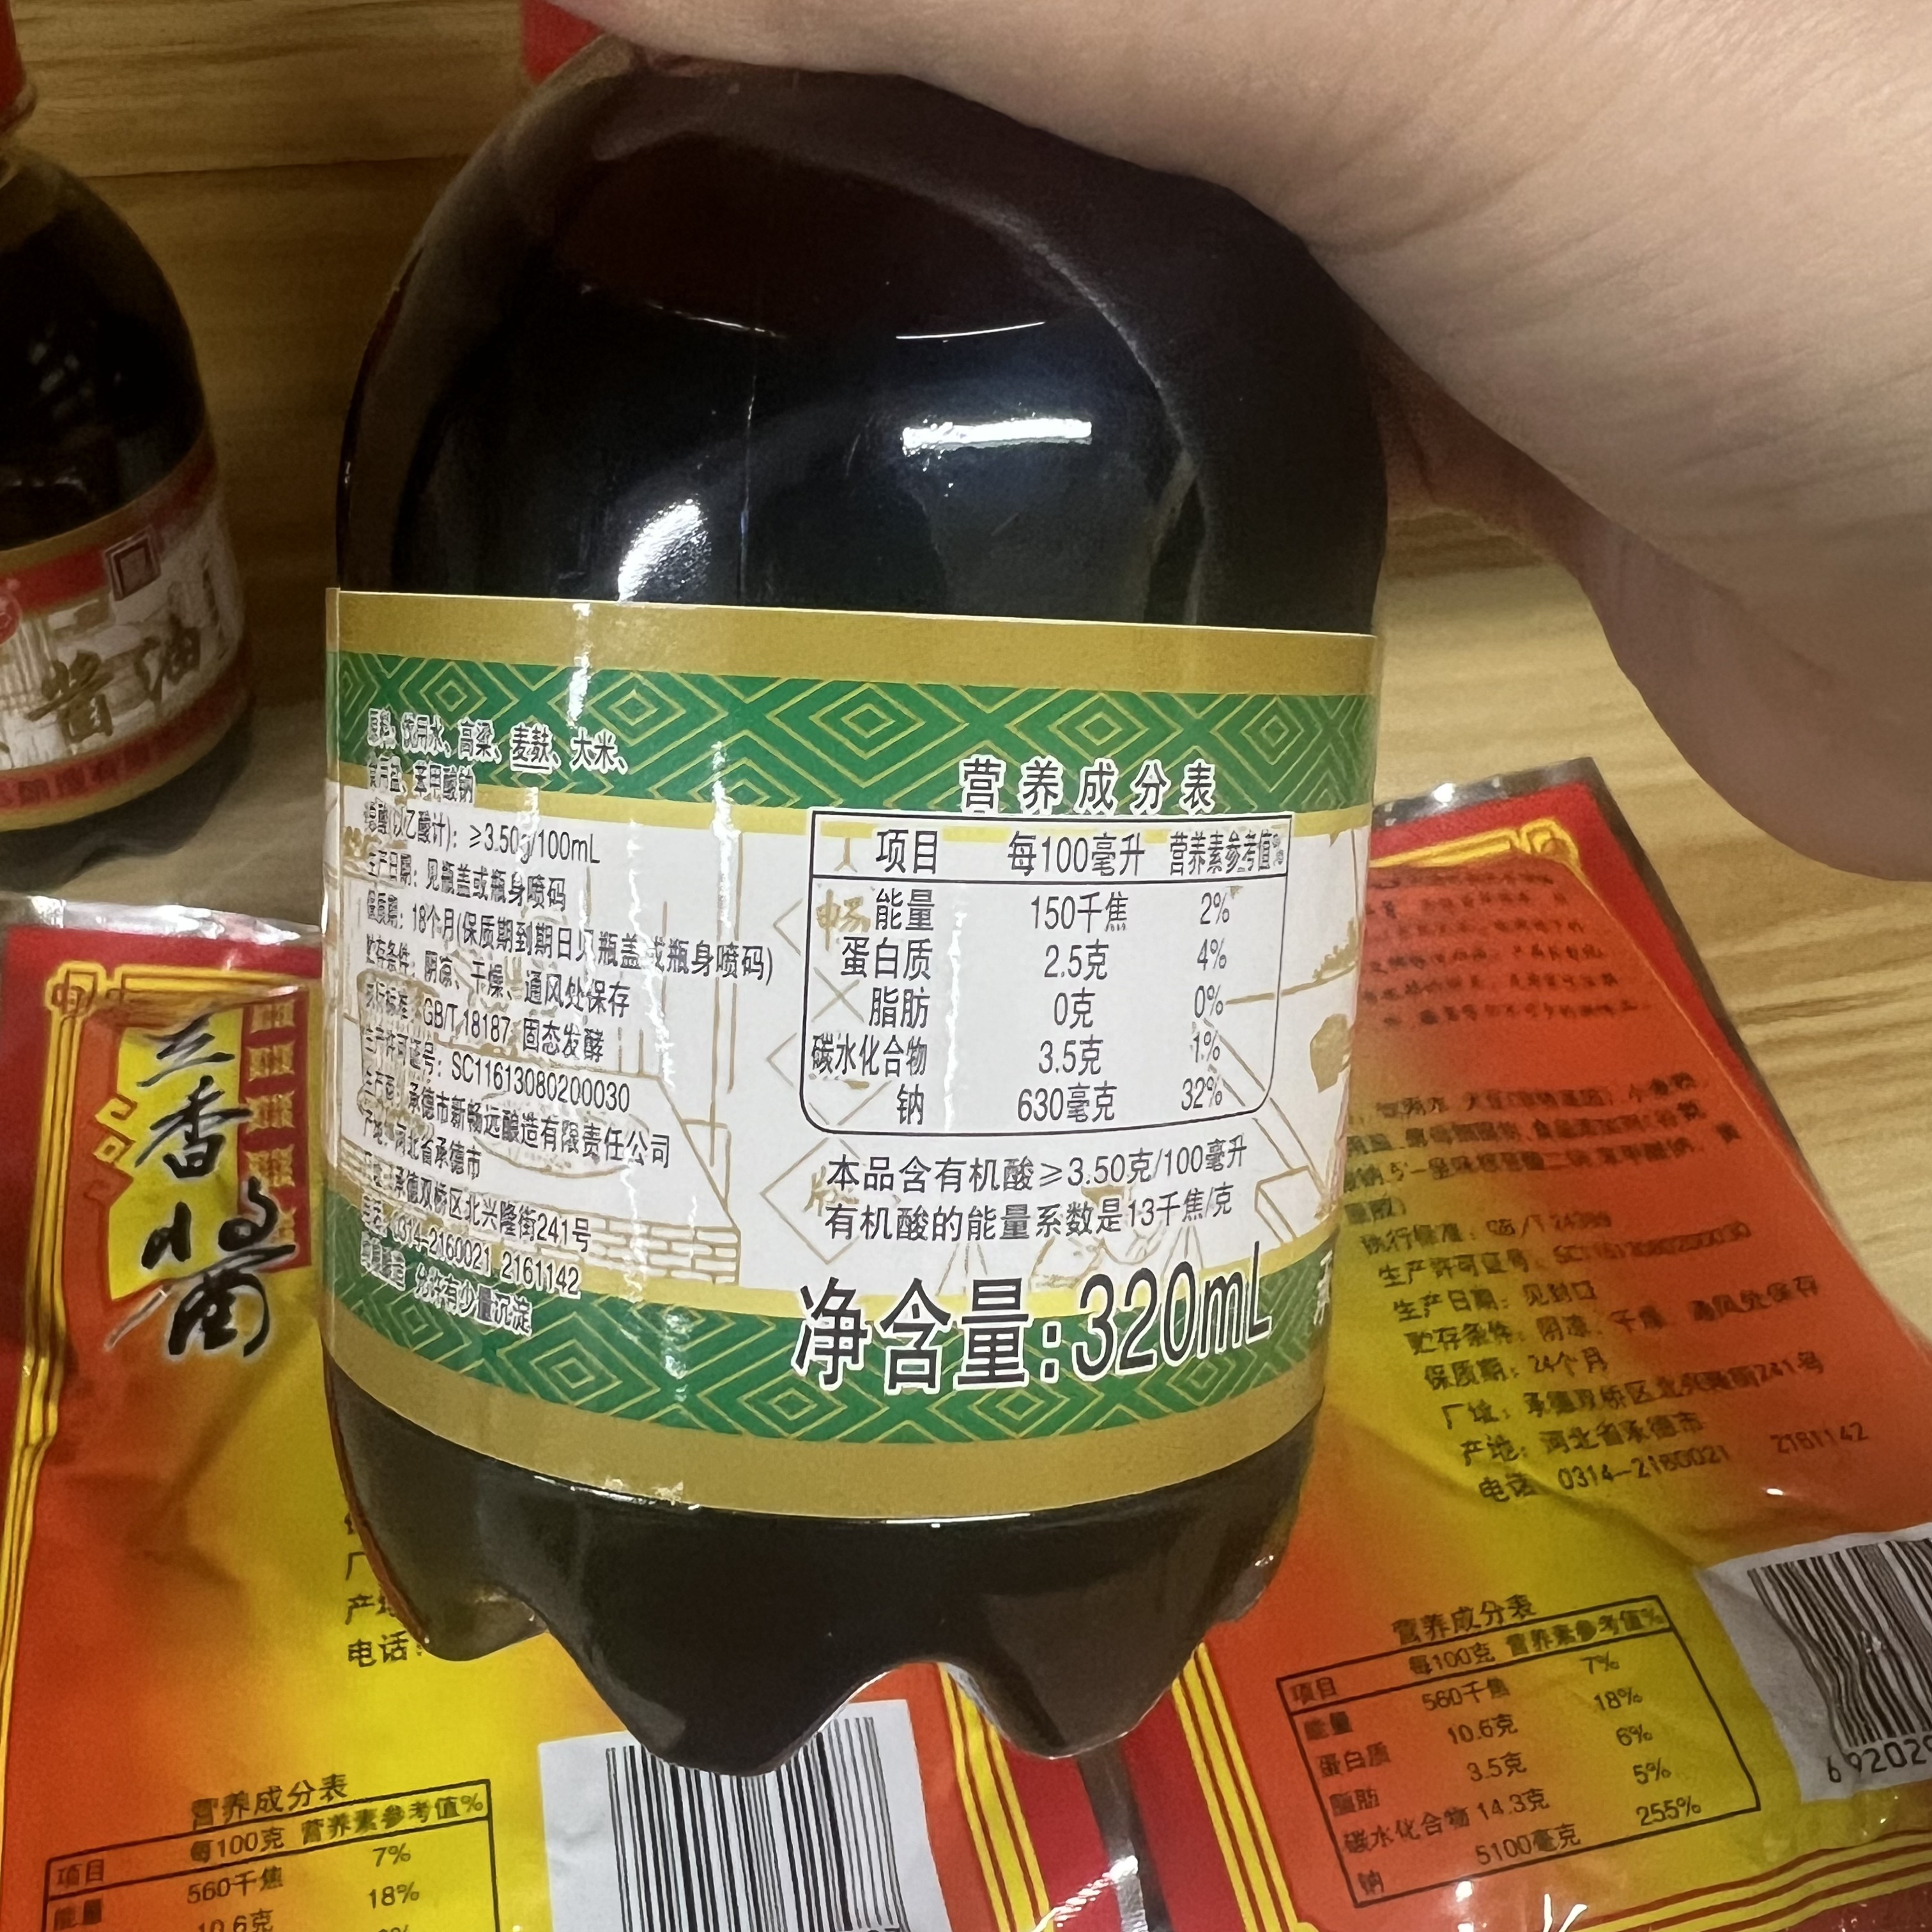 原料：饮用水、高粱、麦麸、大米、
食用盐、苯甲酸钠
总酸(以乙酸计)：≥3.50g/100mL
生产日期：见瓶盖或瓶身喷码
保质期：18个月(保质期到期日见瓶盖或瓶身喷码)
贮存条件：阴凉、干燥、通风处保存
执行标准：GB/T 18187 固态发酵
生产许可证号：SC11613080200030
生产商：承德市新畅远酿造有限责任公司
产地：河北省承德市
厂址：承德双桥区北兴隆街241号
电话：0314-2160021 2161142
允许有少量沉淀
营养成分表
项目 每100毫升 营养素参考值%
能量 150千焦 2%
蛋白质 2.5克 4%
脂肪 0克 0%
碳水化合物 3.5克 1%
钠 630毫克 32%
本品含有机酸≥3.50克/100毫升
有机酸的能量系数是13千焦/克
净含量:320mL
酱油
三香酱
电话：
营养成分表
项目 每100克 营养素参考值%
能量 560千焦 7%
10.6克 18%
执行标准：
生产许可证号：
生产日期：见封口
贮存条件：阴凉、干燥、通风处保存
保质期：24个月
厂址：承德双桥区北兴隆街241号
产地：河北省承德市
电话：0314-2160021 2161142
营养成分表
项目 每100克 营养素参考值%
能量 560千焦 7%
蛋白质 10.6克 18%
脂肪 3.5克 6%
碳水化合物 14.3克 5%
钠 5100毫克 255%
692029